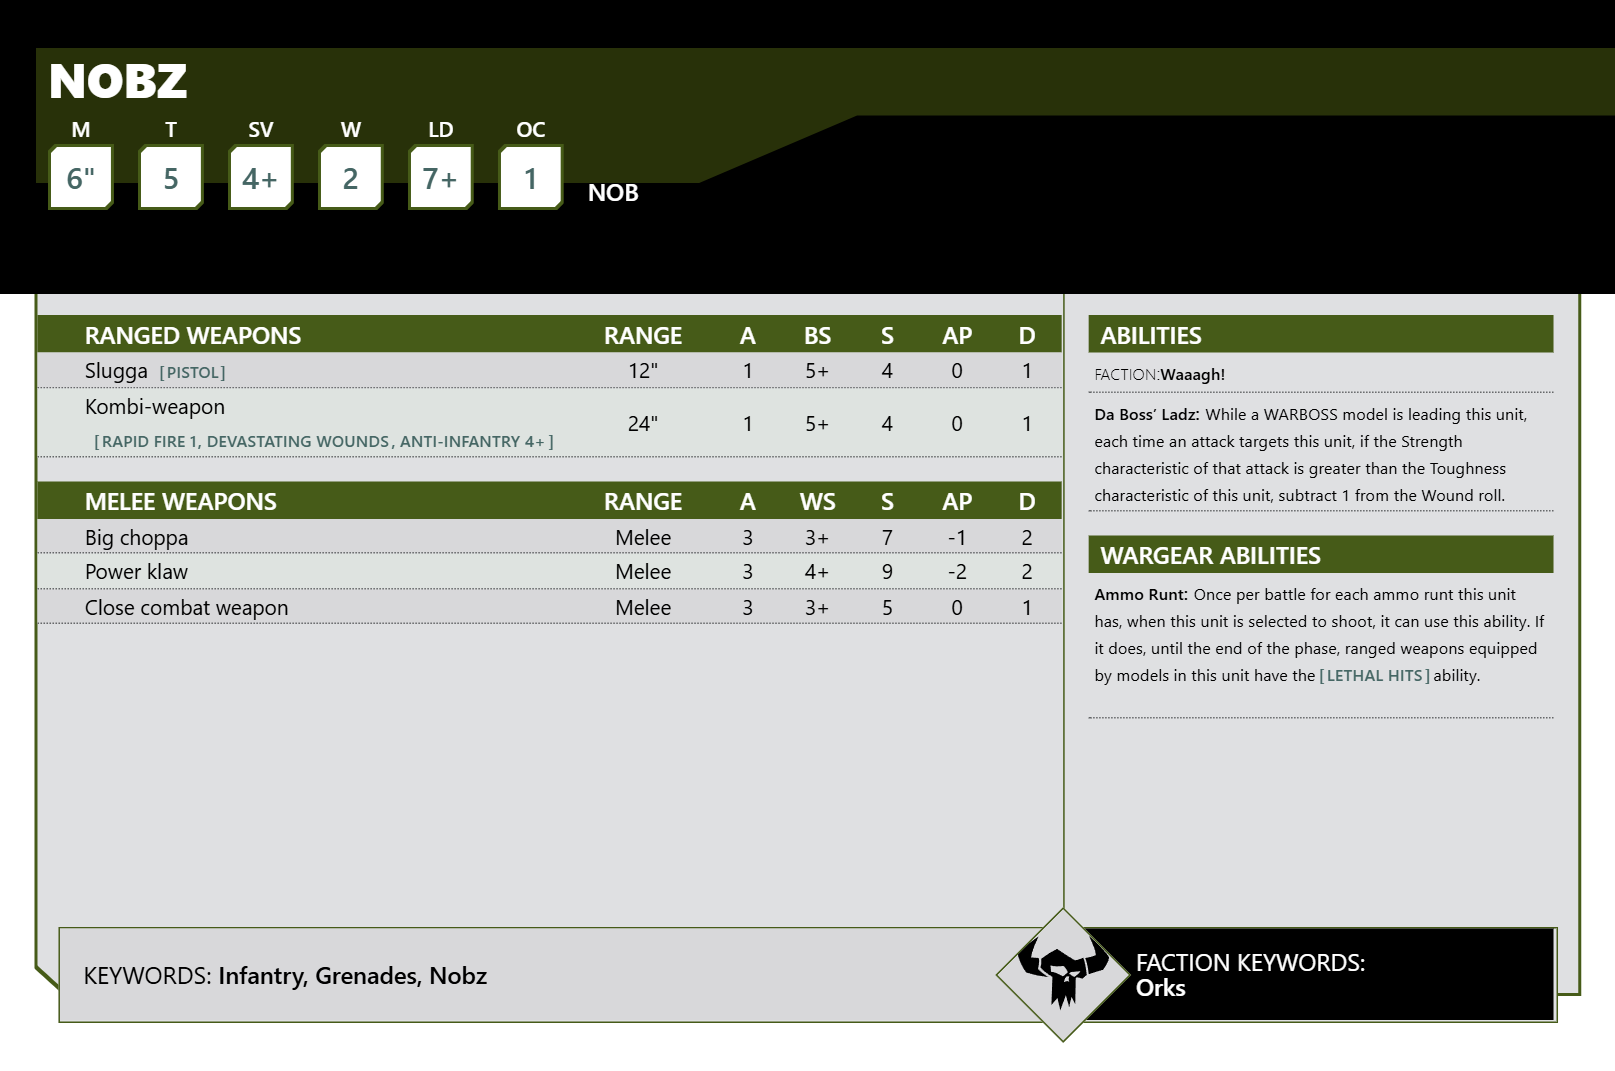 NOBZ
M T SV W LD OC
6" 5 4+ 2 7+ 1 NOB
RANGED WEAPONS RANGE A BS S AP D
Slugga [PISTOL] 12" 1 5+ 4 0 1
Kombi-weapon
[RAPID FIRE 1, DEVASTATING WOUNDS, ANTI-INFANTRY 4+] 24" 1 5+ 4 0 1
MELEE WEAPONS RANGE A WS S AP D
Big choppa Melee 3 3+ 7 -1 2
Power klaw Melee 3 4+ 9 -2 2
Close combat weapon Melee 3 3+ 5 0 1
ABILITIES
FACTION:Waaagh!
Da Boss’ Ladz: While a WARBOSS model is leading this unit,
each time an attack targets this unit, if the Strength
characteristic of that attack is greater than the Toughness
characteristic of this unit, subtract 1 from the Wound roll.
WARGEAR ABILITIES
Ammo Runt: Once per battle for each ammo runt this unit
has, when this unit is selected to shoot, it can use this ability. If
it does, until the end of the phase, ranged weapons equipped
by models in this unit have the [LETHAL HITS] ability.
KEYWORDS: Infantry, Grenades, Nobz
FACTION KEYWORDS:
Orks